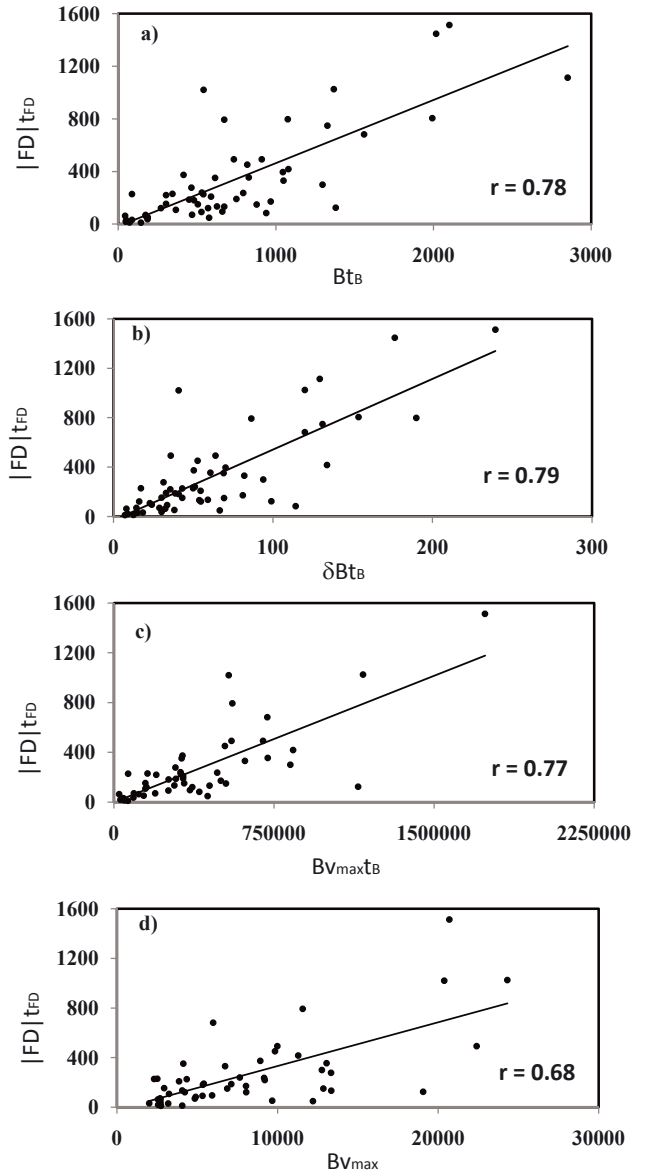 1600
a)
1200
|FD|tFD
800
400
r = 0.78
0
0 1000 2000 3000
BtB
1600
b)
1200
|FD|tFD
800
400
r = 0.79
0
0 100 200 300
δBtB
1600
c)
1200
|FD|tFD
800
400
r = 0.77
0
0 750000 1500000 2250000
BvmaxtB
1600
d)
1200
|FD|tFD
800
400
r = 0.68
0
0 10000 20000 30000
Bvmax